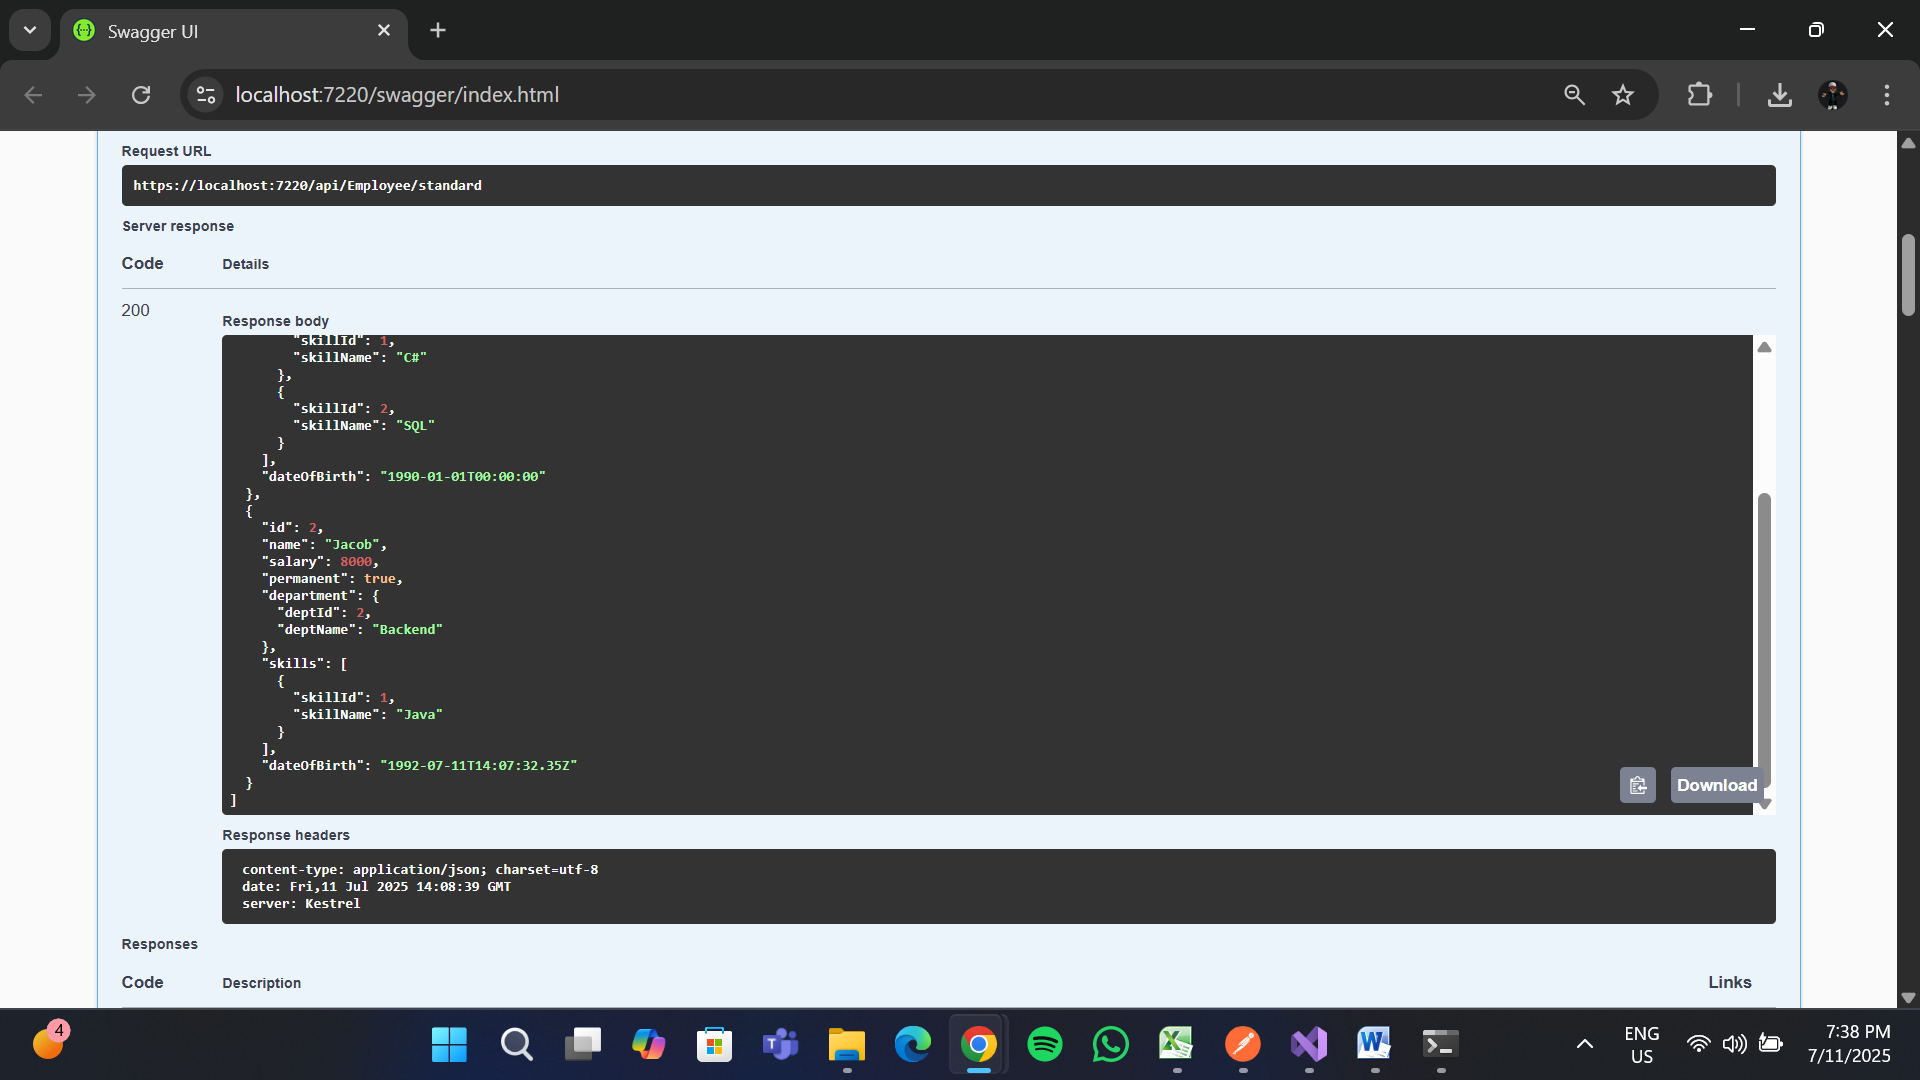 Swagger UI
localhost:7220/swagger/index.html
Request URL
https://localhost:7220/api/Employee/standard
Server response
Code Details
200
Response body
"skillId": 1,
"skillName": "C#"
},
{
"skillId": 2,
"skillName": "SQL"
}
],
"dateOfBirth": "1990-01-01T00:00:00"
},
{
"id": 2,
"name": "Jacob",
"salary": 8000,
"permanent": true,
"department": {
"deptId": 2,
"deptName": "Backend"
},
"skills": [
{
"skillId": 1,
"skillName": "Java"
}
],
"dateOfBirth": "1992-07-11T14:07:32.35Z"
}
]
Download
Response headers
content-type: application/json; charset=utf-8
date: Fri,11 Jul 2025 14:08:39 GMT
server: Kestrel
Responses
Code Description Links
4
ENG
US
7:38 PM
7/11/2025